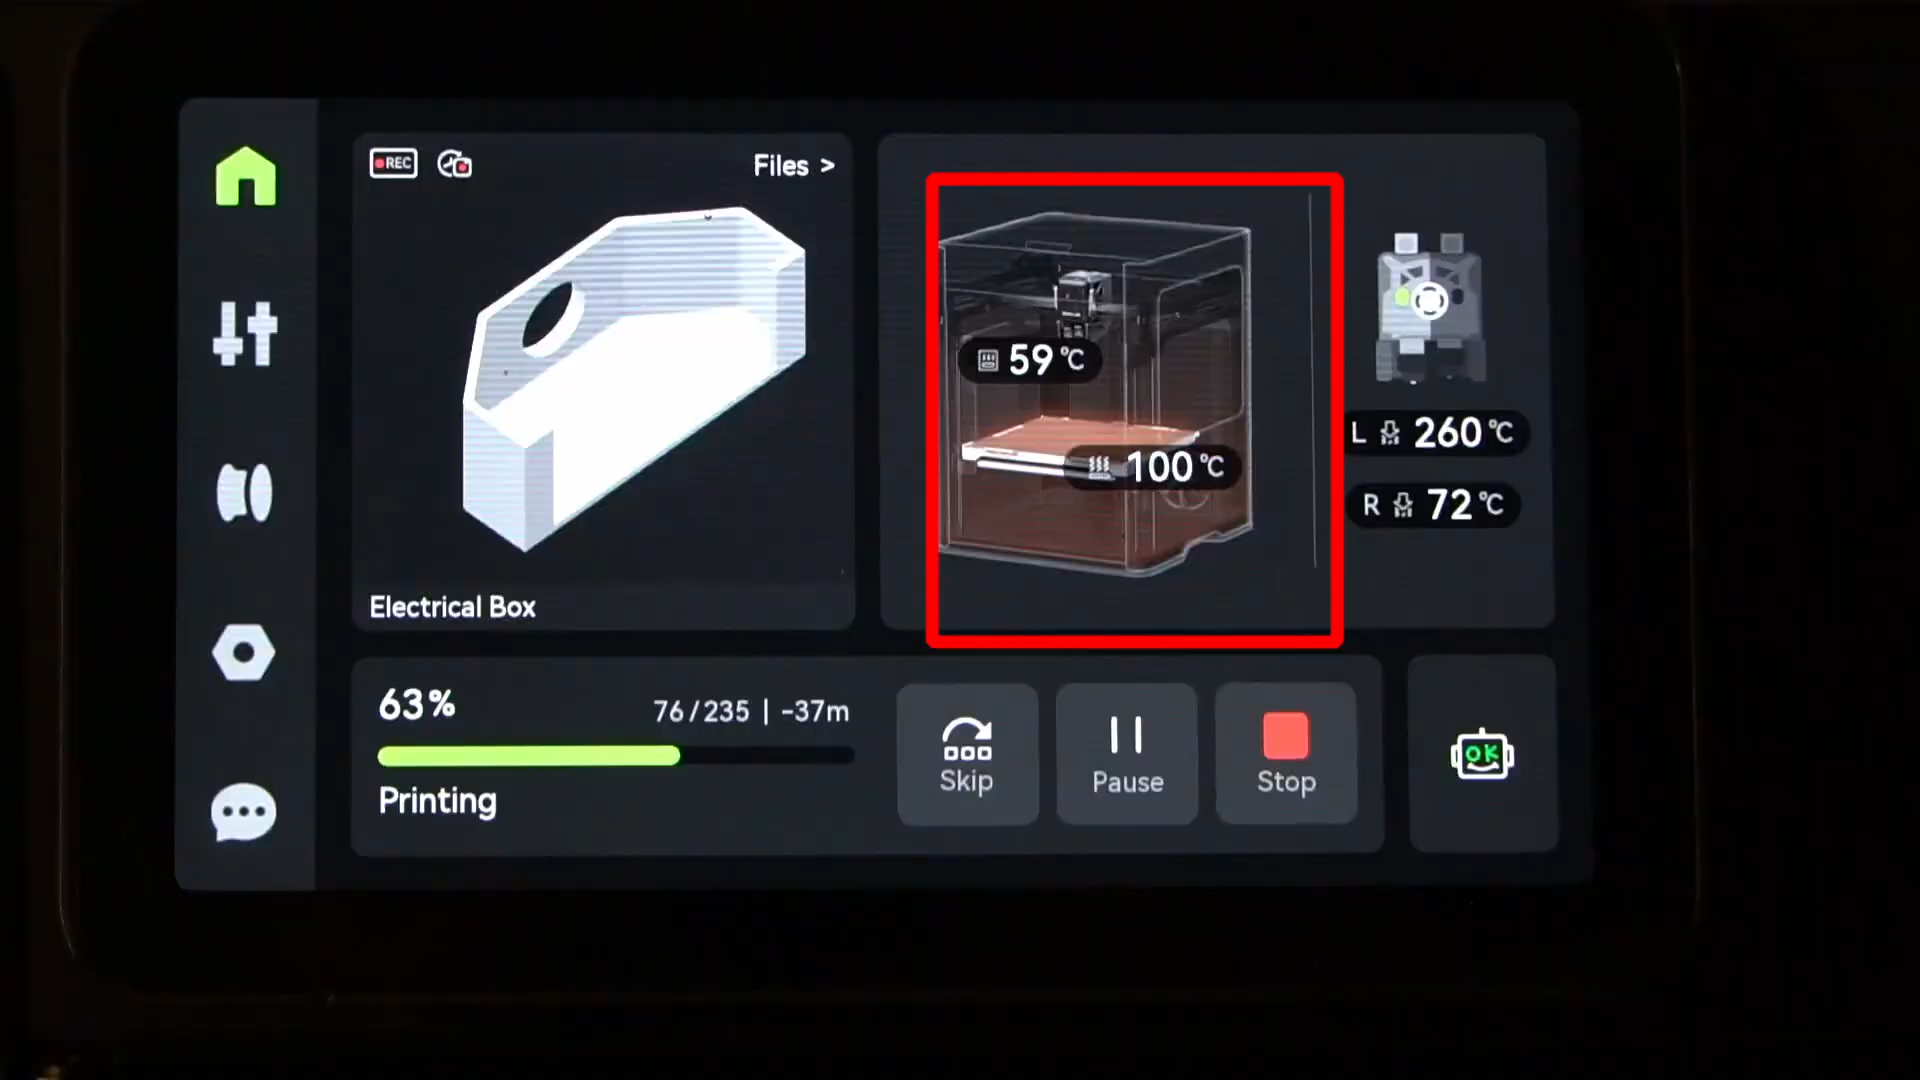 REC
Files >
59 °C
100 °C
L 260 °C
R 72 °C
Electrical Box
63%
76/235 | -37m
Printing
Skip
Pause
Stop
OK